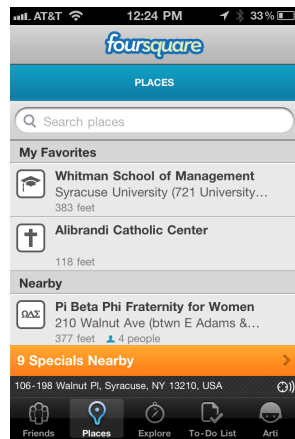 AT&T 12:24 PM 33%
foursquare
PLACES
Search places
My Favorites
Whitman School of Management
Syracuse University (721 University...
383 feet
Alibrandi Catholic Center
118 feet
Nearby
ΩΔΣ
Pi Beta Phi Fraternity for Women
210 Walnut Ave (btwn E Adams &...
377 feet 4 people
9 Specials Nearby
106-198 Walnut Pl, Syracuse, NY 13210, USA
Friends Places Explore To-Do List Arti